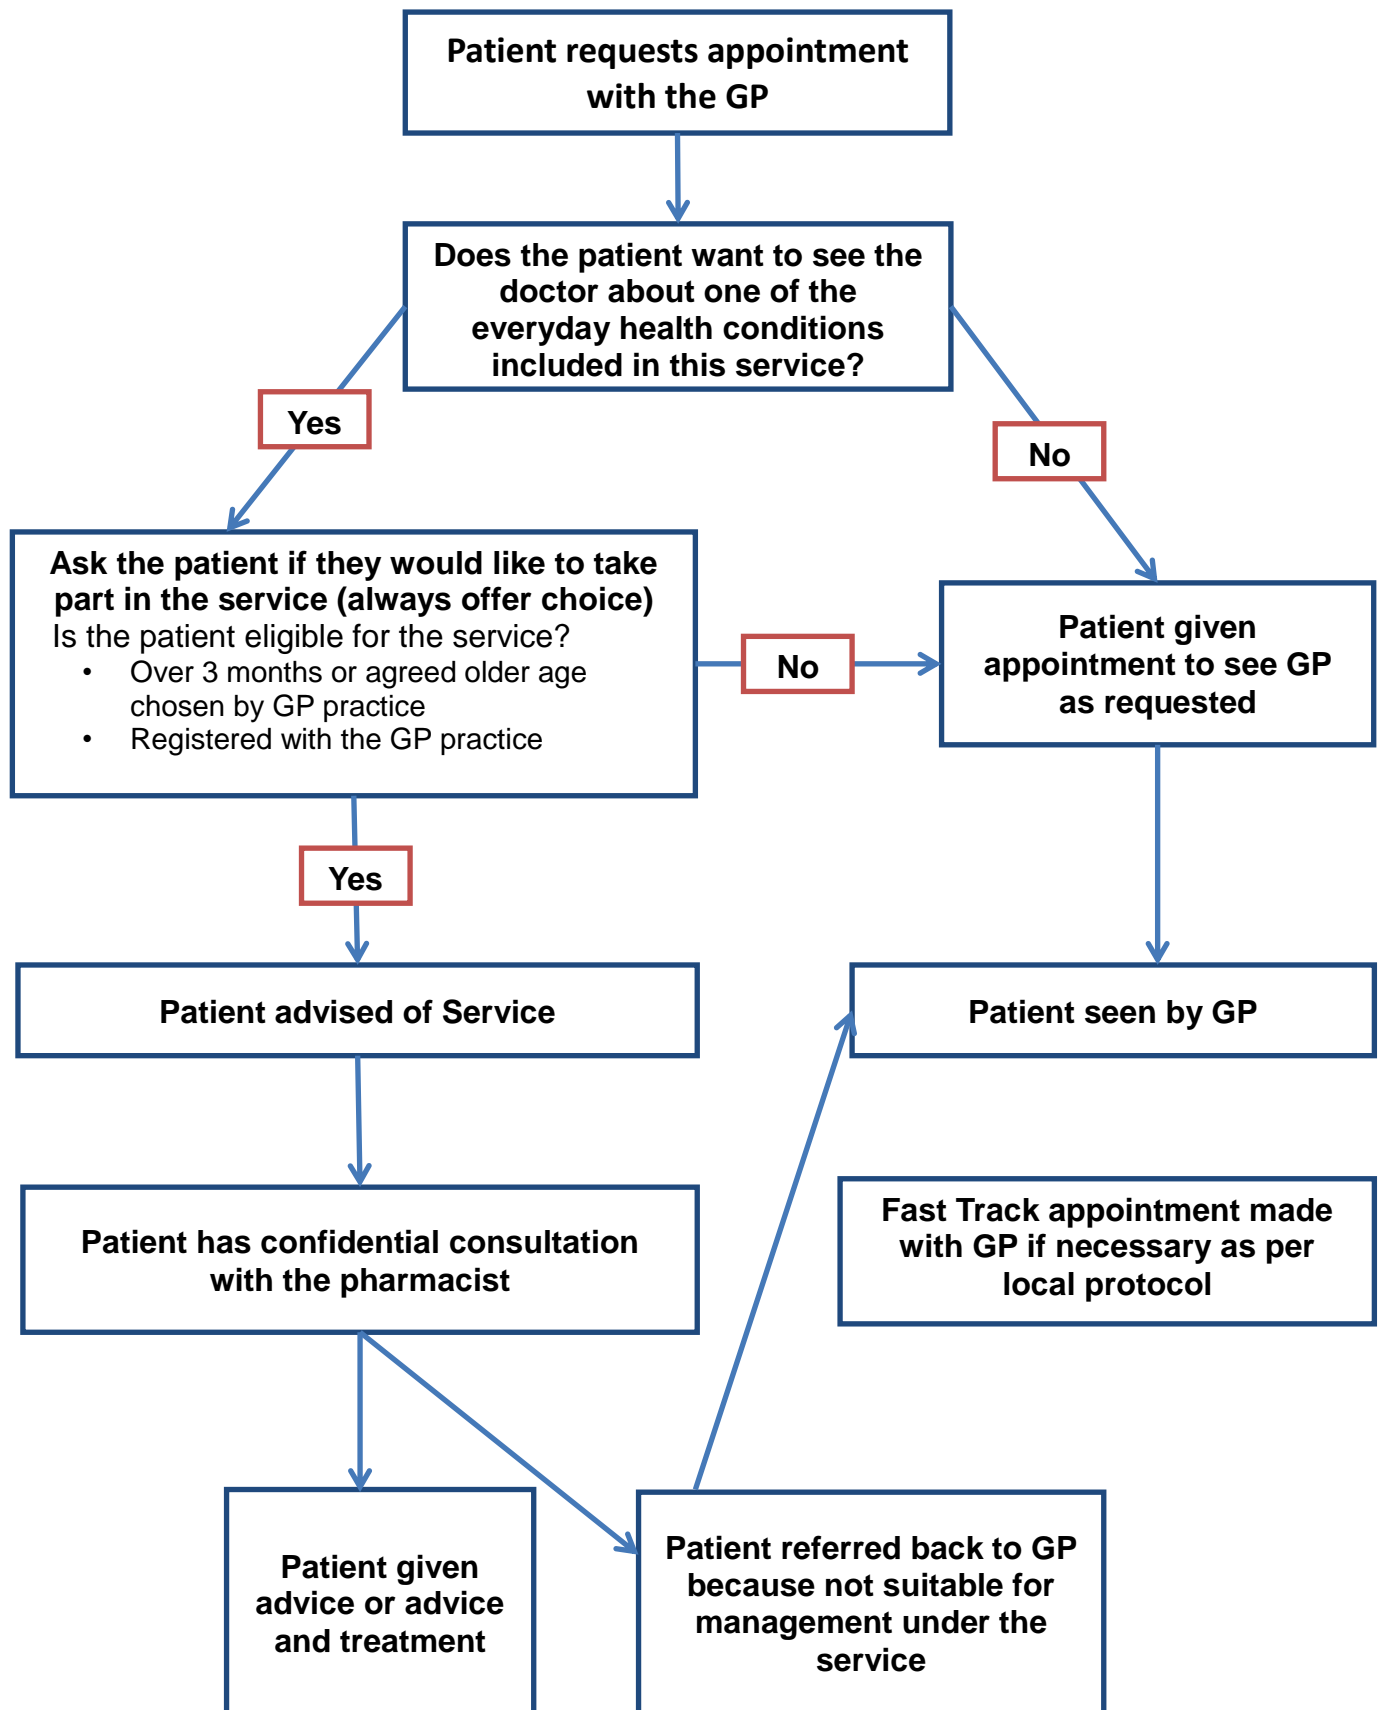 Patient requests appointment
with the GP
Does the patient want to see the
doctor about one of the
everyday health conditions
included in this service?
Yes
No
Ask the patient if they would like to take
part in the service (always offer choice)
Is the patient eligible for the service?
• Over 3 months or agreed older age
chosen by GP practice
• Registered with the GP practice
No
Patient given
appointment to see GP
as requested
Yes
Patient advised of Service
Patient seen by GP
Patient has confidential consultation
with the pharmacist
Fast Track appointment made
with GP if necessary as per
local protocol
Patient given
advice or advice
and treatment
Patient referred back to GP
because not suitable for
management under the
service